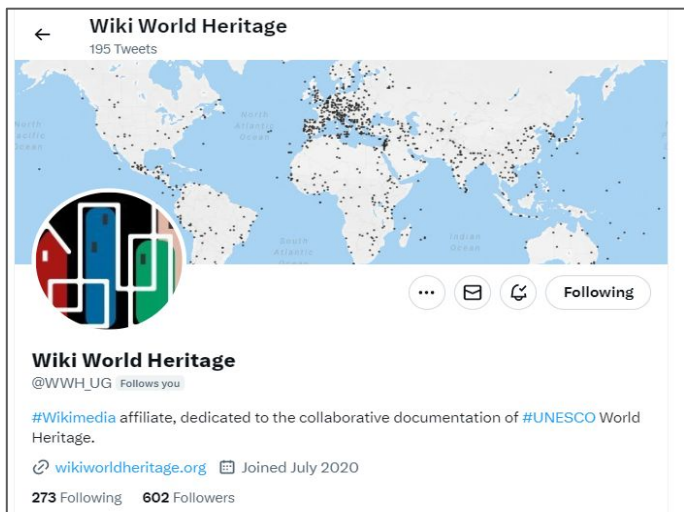 Wiki World Heritage
195 Tweets
North
Pacific
Ocean
North
Atlantic
Ocean
South
Atlantic
Indian
Ocean
Following
Wiki World Heritage
@WWH_UG Follows you
#Wikimedia affiliate, dedicated to the collaborative documentation of #UNESCO World
Heritage.
wikiworldheritage.org Joined July 2020
273 Following 602 Followers